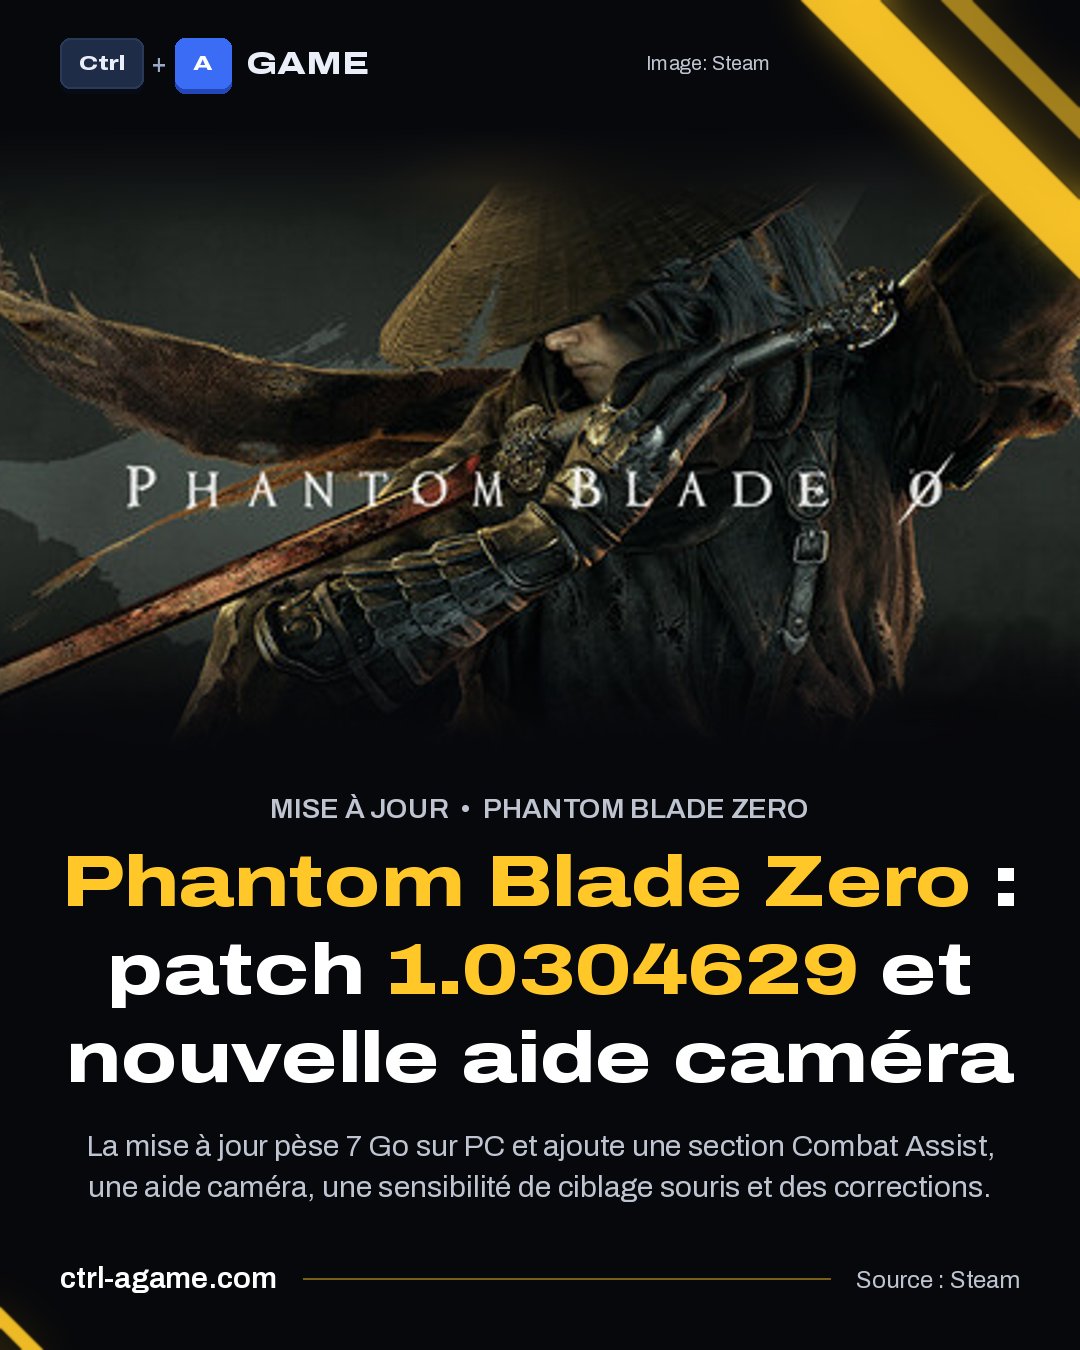 Ctrl + A GAME
Image: Steam
PHANTOM BLADE 0
MISE À JOUR • PHANTOM BLADE ZERO
Phantom Blade Zero :
patch 1.0304629 et
nouvelle aide caméra
La mise à jour pèse 7 Go sur PC et ajoute une section Combat Assist,
une aide caméra, une sensibilité de ciblage souris et des corrections.
ctrl-agame.com
Source : Steam